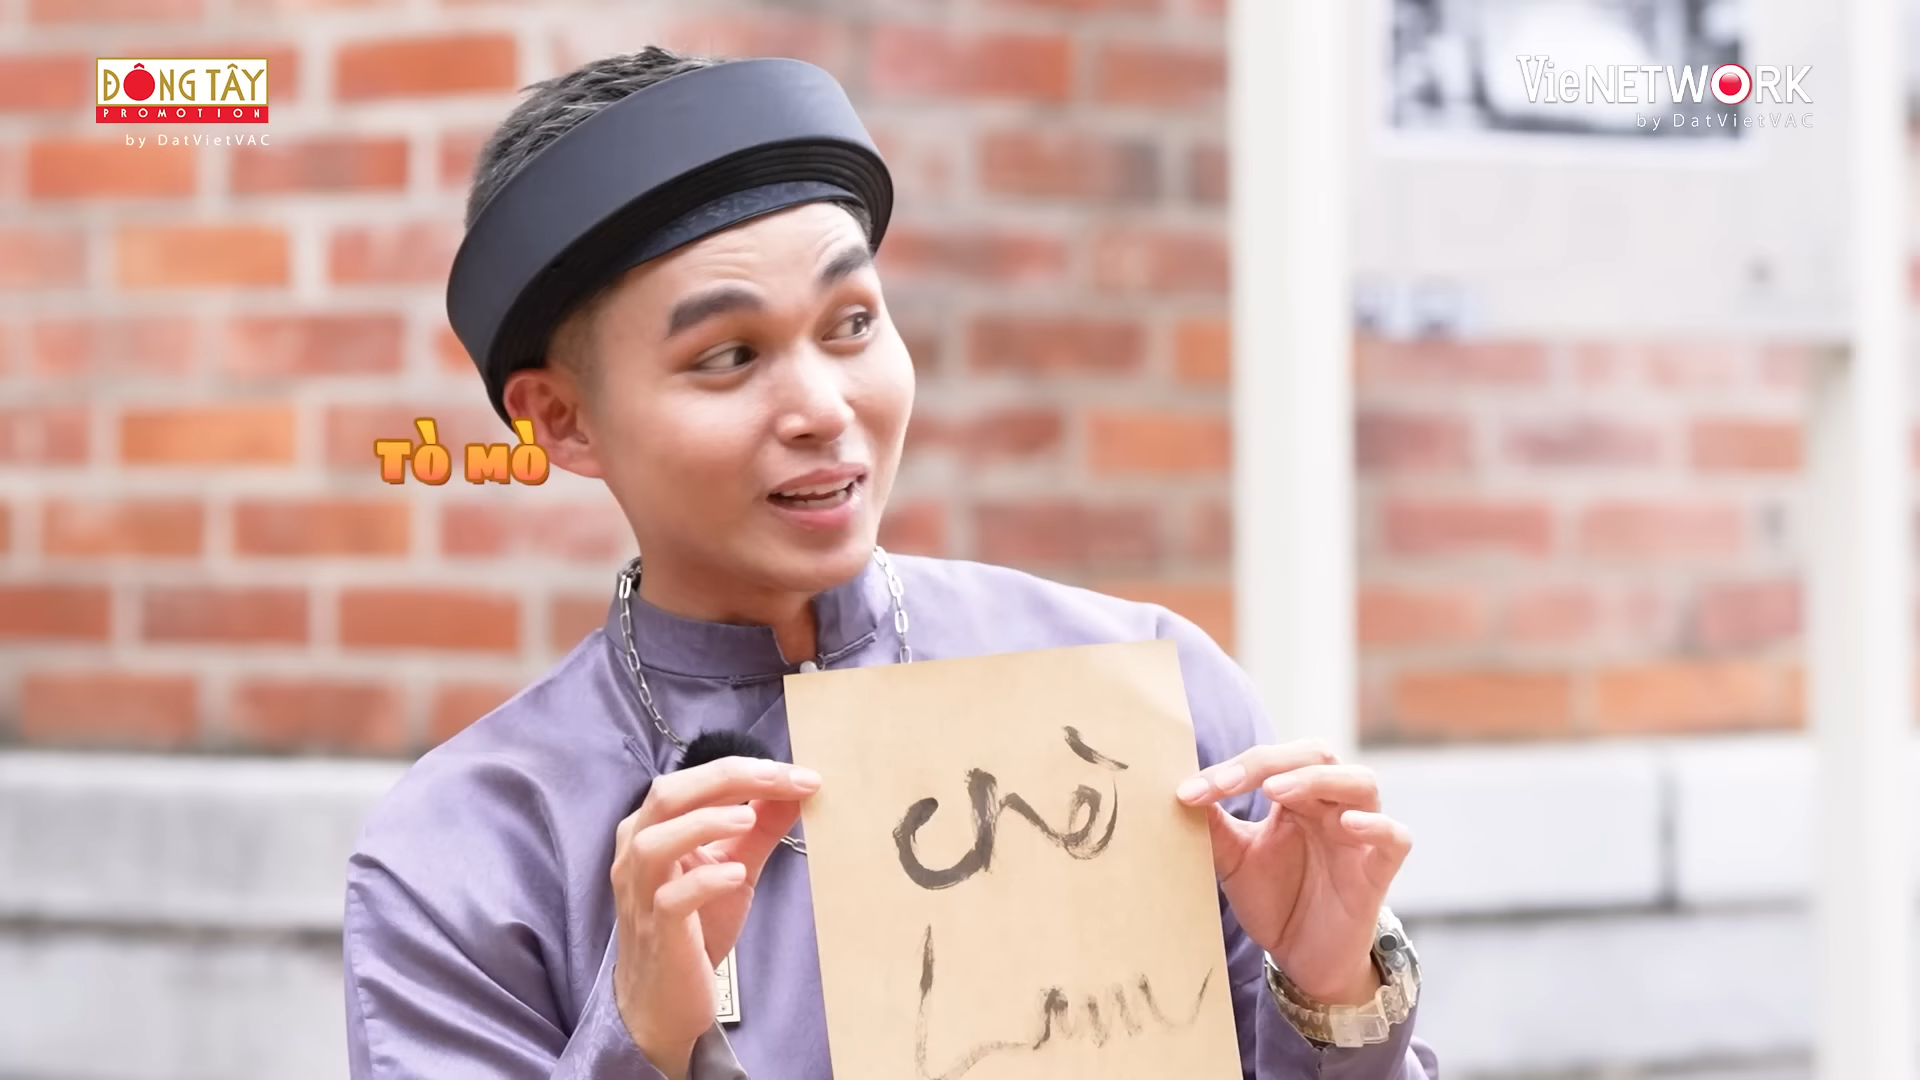 ĐÔNG TÂY
PROMOTION
by DatVietVAC
VieNETWORK
by DatVietVAC
TÒ MÒ
chè
Lam